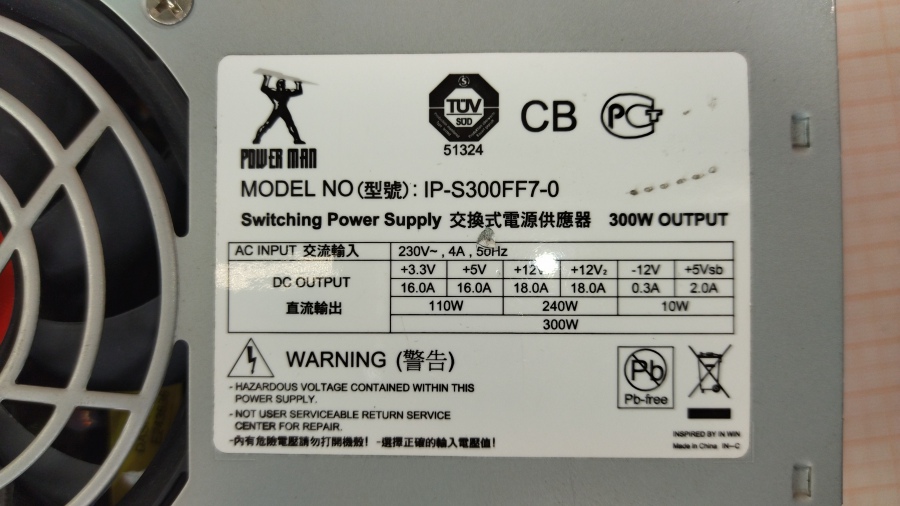 POWER MAN
TÜV
SÜD
51324
CB
PCT
MODEL NO (型號): IP-S300FF7-0
Switching Power Supply 交換式電源供應器 300W OUTPUT
AC INPUT 交流輸入 230V~ , 4A , 50Hz
DC OUTPUT
直流輸出
+3.3V +5V +12V₁ +12V₂ -12V +5Vsb
16.0A 16.0A 18.0A 18.0A 0.3A 2.0A
110W 240W 10W
300W
WARNING (警告)
- HAZARDOUS VOLTAGE CONTAINED WITHIN THIS
POWER SUPPLY.
- NOT USER SERVICEABLE RETURN SERVICE
CENTER FOR REPAIR.
-內有危險電壓請勿打開機殼! -選擇正確的輸入電壓值!
Pb
Pb-free
INSPIRED BY IN WIN
Made in China IN-C